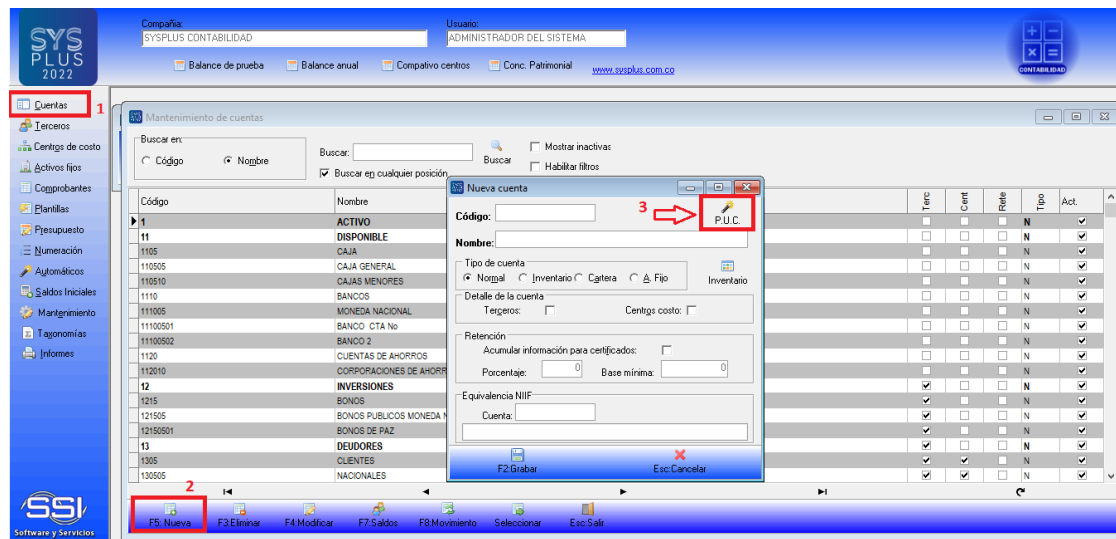 SYS
PLUS
2022
Compañia:
SYSPLUS CONTABILIDAD
Usuario:
ADMINISTRADOR DEL SISTEMA
Balance de prueba
Balance anual
Compativo centros
Conc. Patrimonial
www.sysplus.com.co
CONTABILIDAD
Cuentas
1
Terceros
Centros de costo
Activos fijos
Comprobantes
Plantillas
Presupuesto
Numeración
Automáticos
Saldos Iniciales
Mantenimiento
Taxonomías
Informes
SSI
Software y Servicios
Mantenimiento de cuentas
Buscar en:
Código
Nombre
Buscar:
Buscar en cualquier posición
Buscar
Mostrar inactivas
Habilitar filtros
Código Nombre Terc Cent Rete Tipo Act.
1 ACTIVO N
11 DISPONIBLE N
1105 CAJA N
110505 CAJA GENERAL N
110510 CAJAS MENORES N
1110 BANCOS N
111005 MONEDA NACIONAL N
11100501 BANCO CTA No N
11100502 BANCO 2 N
1120 CUENTAS DE AHORROS N
112010 CORPORACIONES DE AHORR N
12 INVERSIONES N
1215 BONOS N
121505 BONOS PUBLICOS MONEDA N
12150501 BONOS DE PAZ N
13 DEUDORES N
1305 CLIENTES N
130505 NACIONALES N
Nueva cuenta
Código:
3
P.U.C.
Nombre:
Tipo de cuenta
Normal Inventario Cartera A. Fijo
Inventario
Detalle de la cuenta
Terceros: Centros costo:
Retención
Acumular información para certificados:
Porcentaje: 0 Base mínima: 0
Equivalencia NIIF
Cuenta:
F2:Grabar
Esc:Cancelar
2
F5: Nueva
F3:Eliminar
F4:Modificar
F7:Saldos
F8:Movimiento
Seleccionar
Esc:Salir